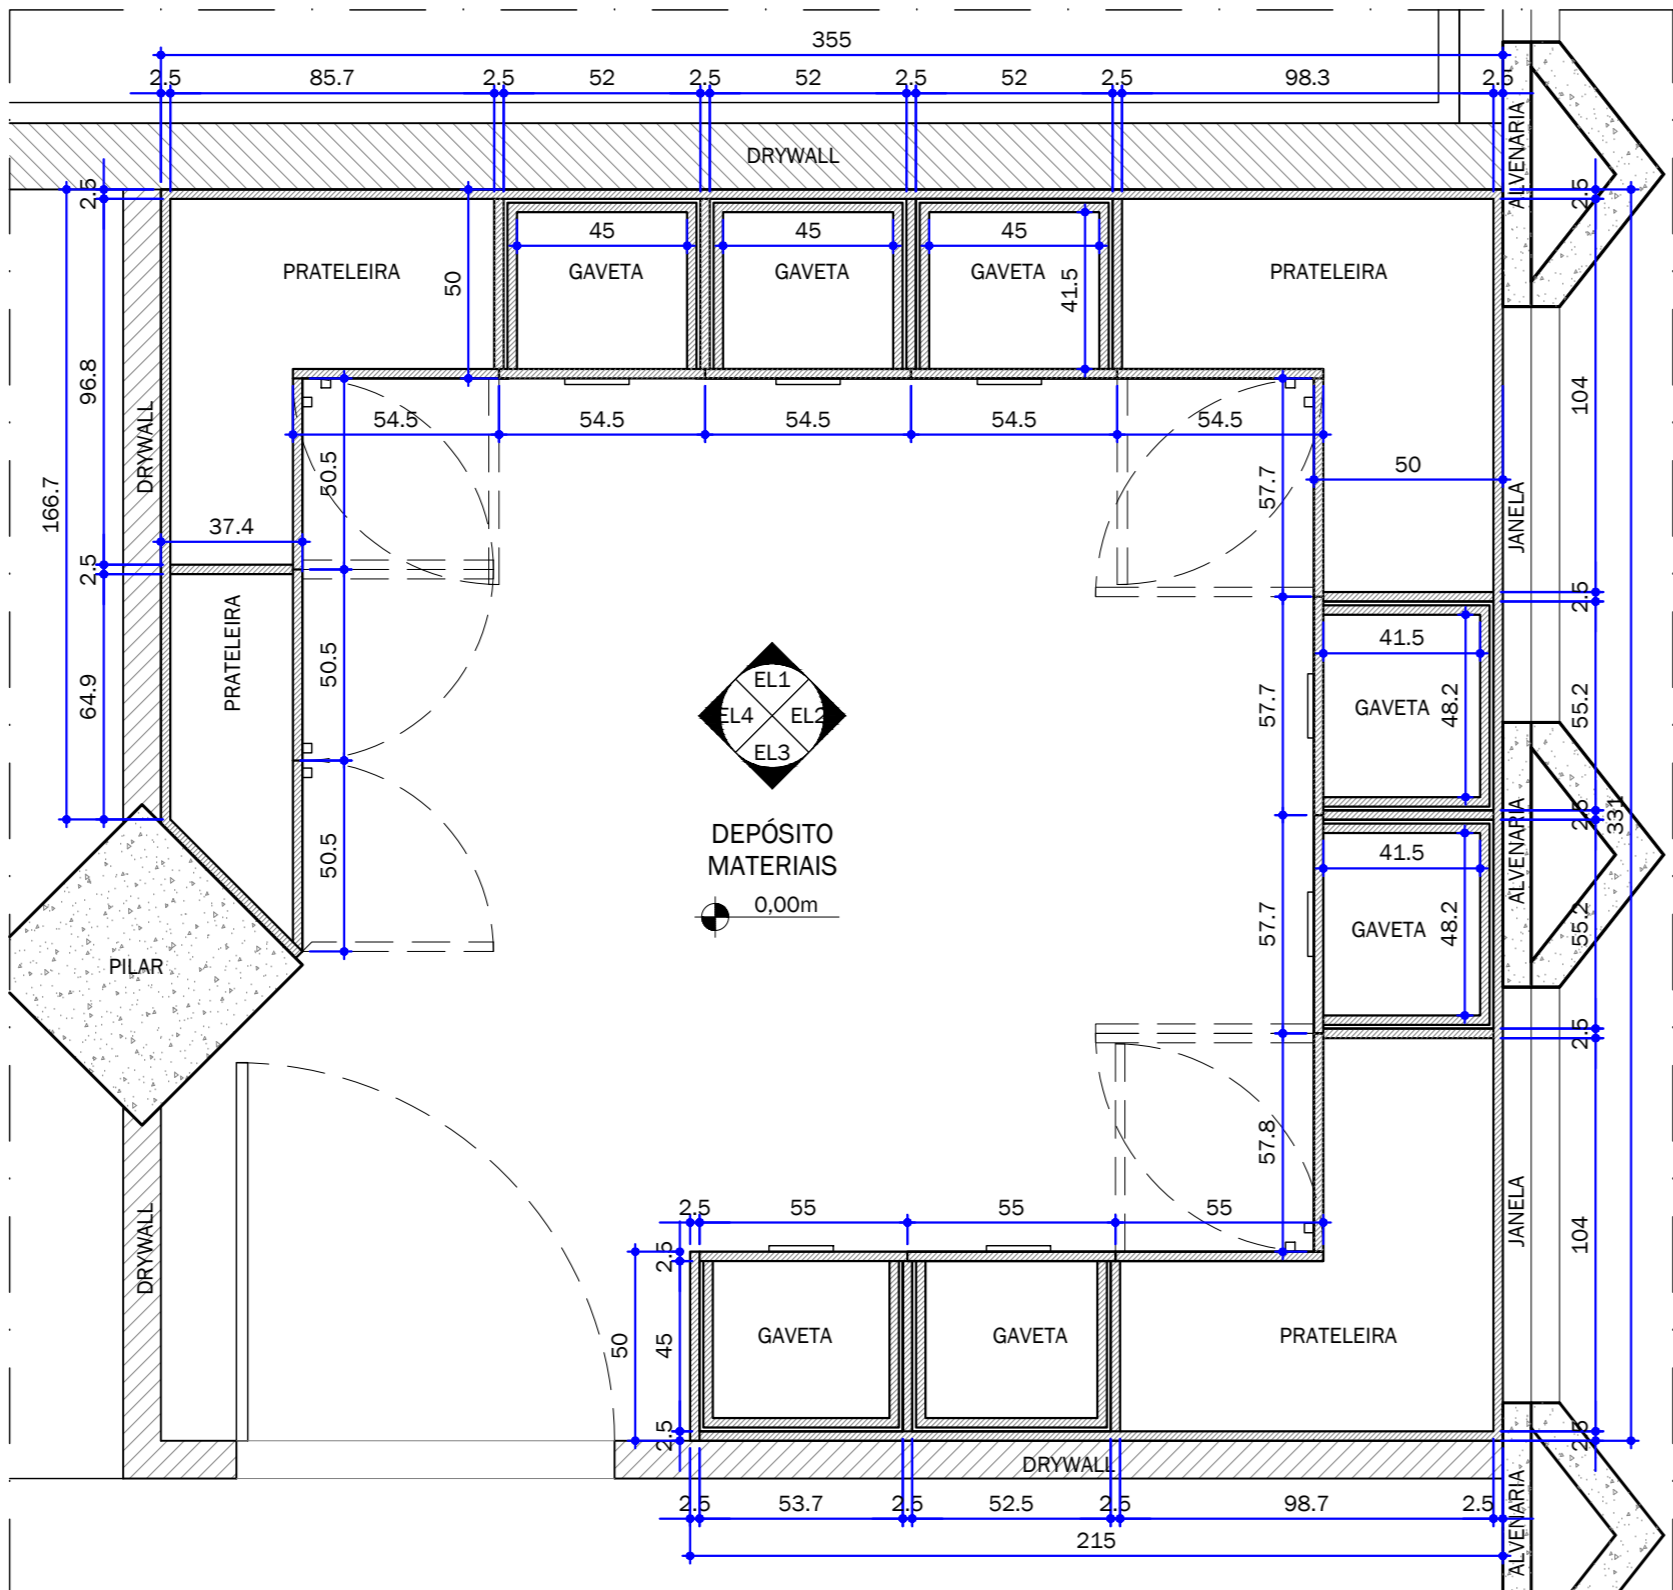 355
2.5 85.7 2.5 52 2.5 52 2.5 52 2.5 98.3 2.5
ALVENARIA
DRYWALL
2.5
2.5
45 45 45
PRATELEIRA
50
GAVETA GAVETA GAVETA
41.5
PRATELEIRA
96.8
104
DRYWALL
54.5 54.5 54.5 54.5 54.5
50.5
57.7
50
166.7
37.4
JANELA
2.5
2.5
PRATELEIRA
50.5
41.5
64.9
EL1
EL4 EL2
EL3
57.7
GAVETA
48.2
55.2
2.5
331
ALVENARIA
DEPÓSITO
MATERIAIS
50.5
41.5
0,00m
57.7
GAVETA
48.2
55.2
PILAR
2.5
57.8
2.5 55 55 55
DRYWALL
JANELA
104
2.5
50
45
GAVETA GAVETA PRATELEIRA
2.5
2.5
DRYWALL
2.5 53.7 2.5 52.5 2.5 98.7 2.5
ALVENARIA
215